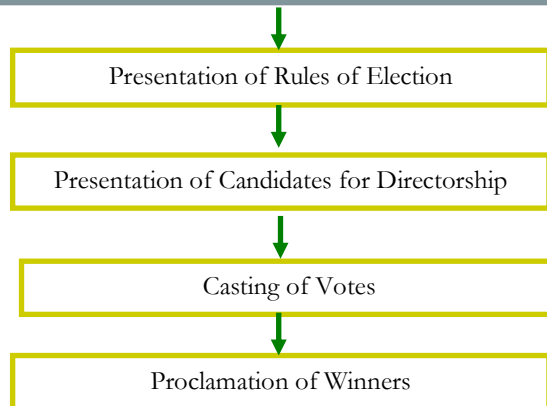 Presentation of Rules of Election
Presentation of Candidates for Directorship
Casting of Votes
Proclamation of Winners